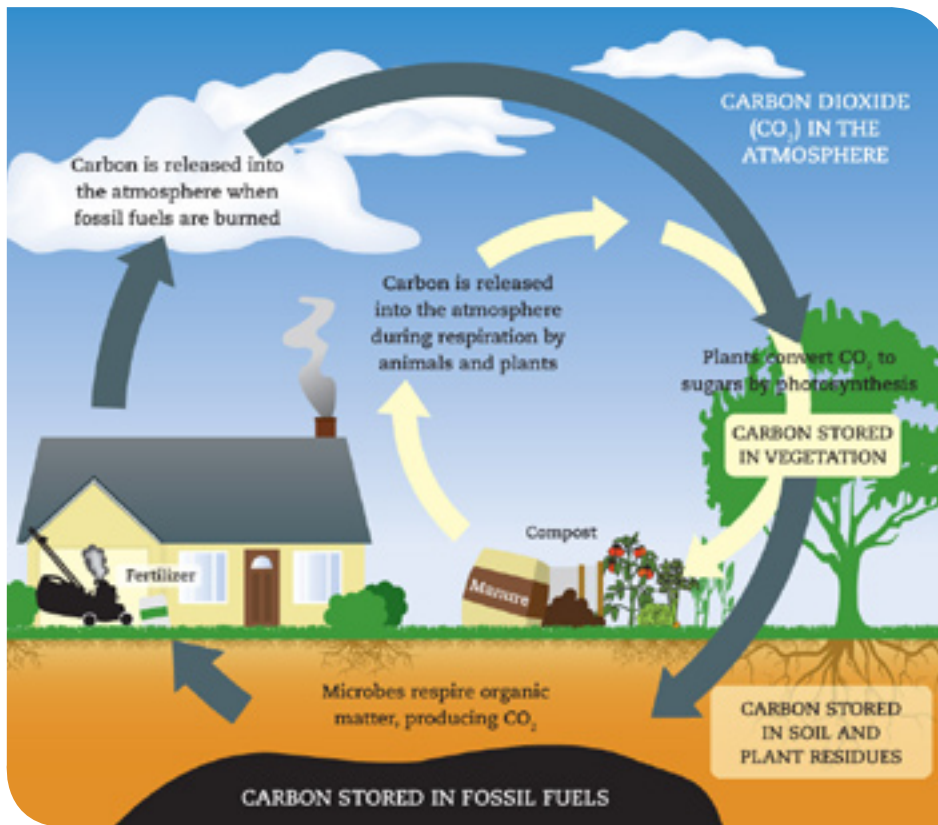 CARBON DIOXIDE
(CO₂) IN THE
ATMOSPHERE
Carbon is released into
the atmosphere when
fossil fuels are burned
Carbon is released
into the atmosphere
during respiration by
animals and plants
Plants convert CO₂ to
sugars by photosynthesis
CARBON STORED
IN VEGETATION
Compost
Fertilizer
Manure
Microbes respire organic
matter, producing CO₂
CARBON STORED
IN SOIL AND
PLANT RESIDUES
CARBON STORED IN FOSSIL FUELS